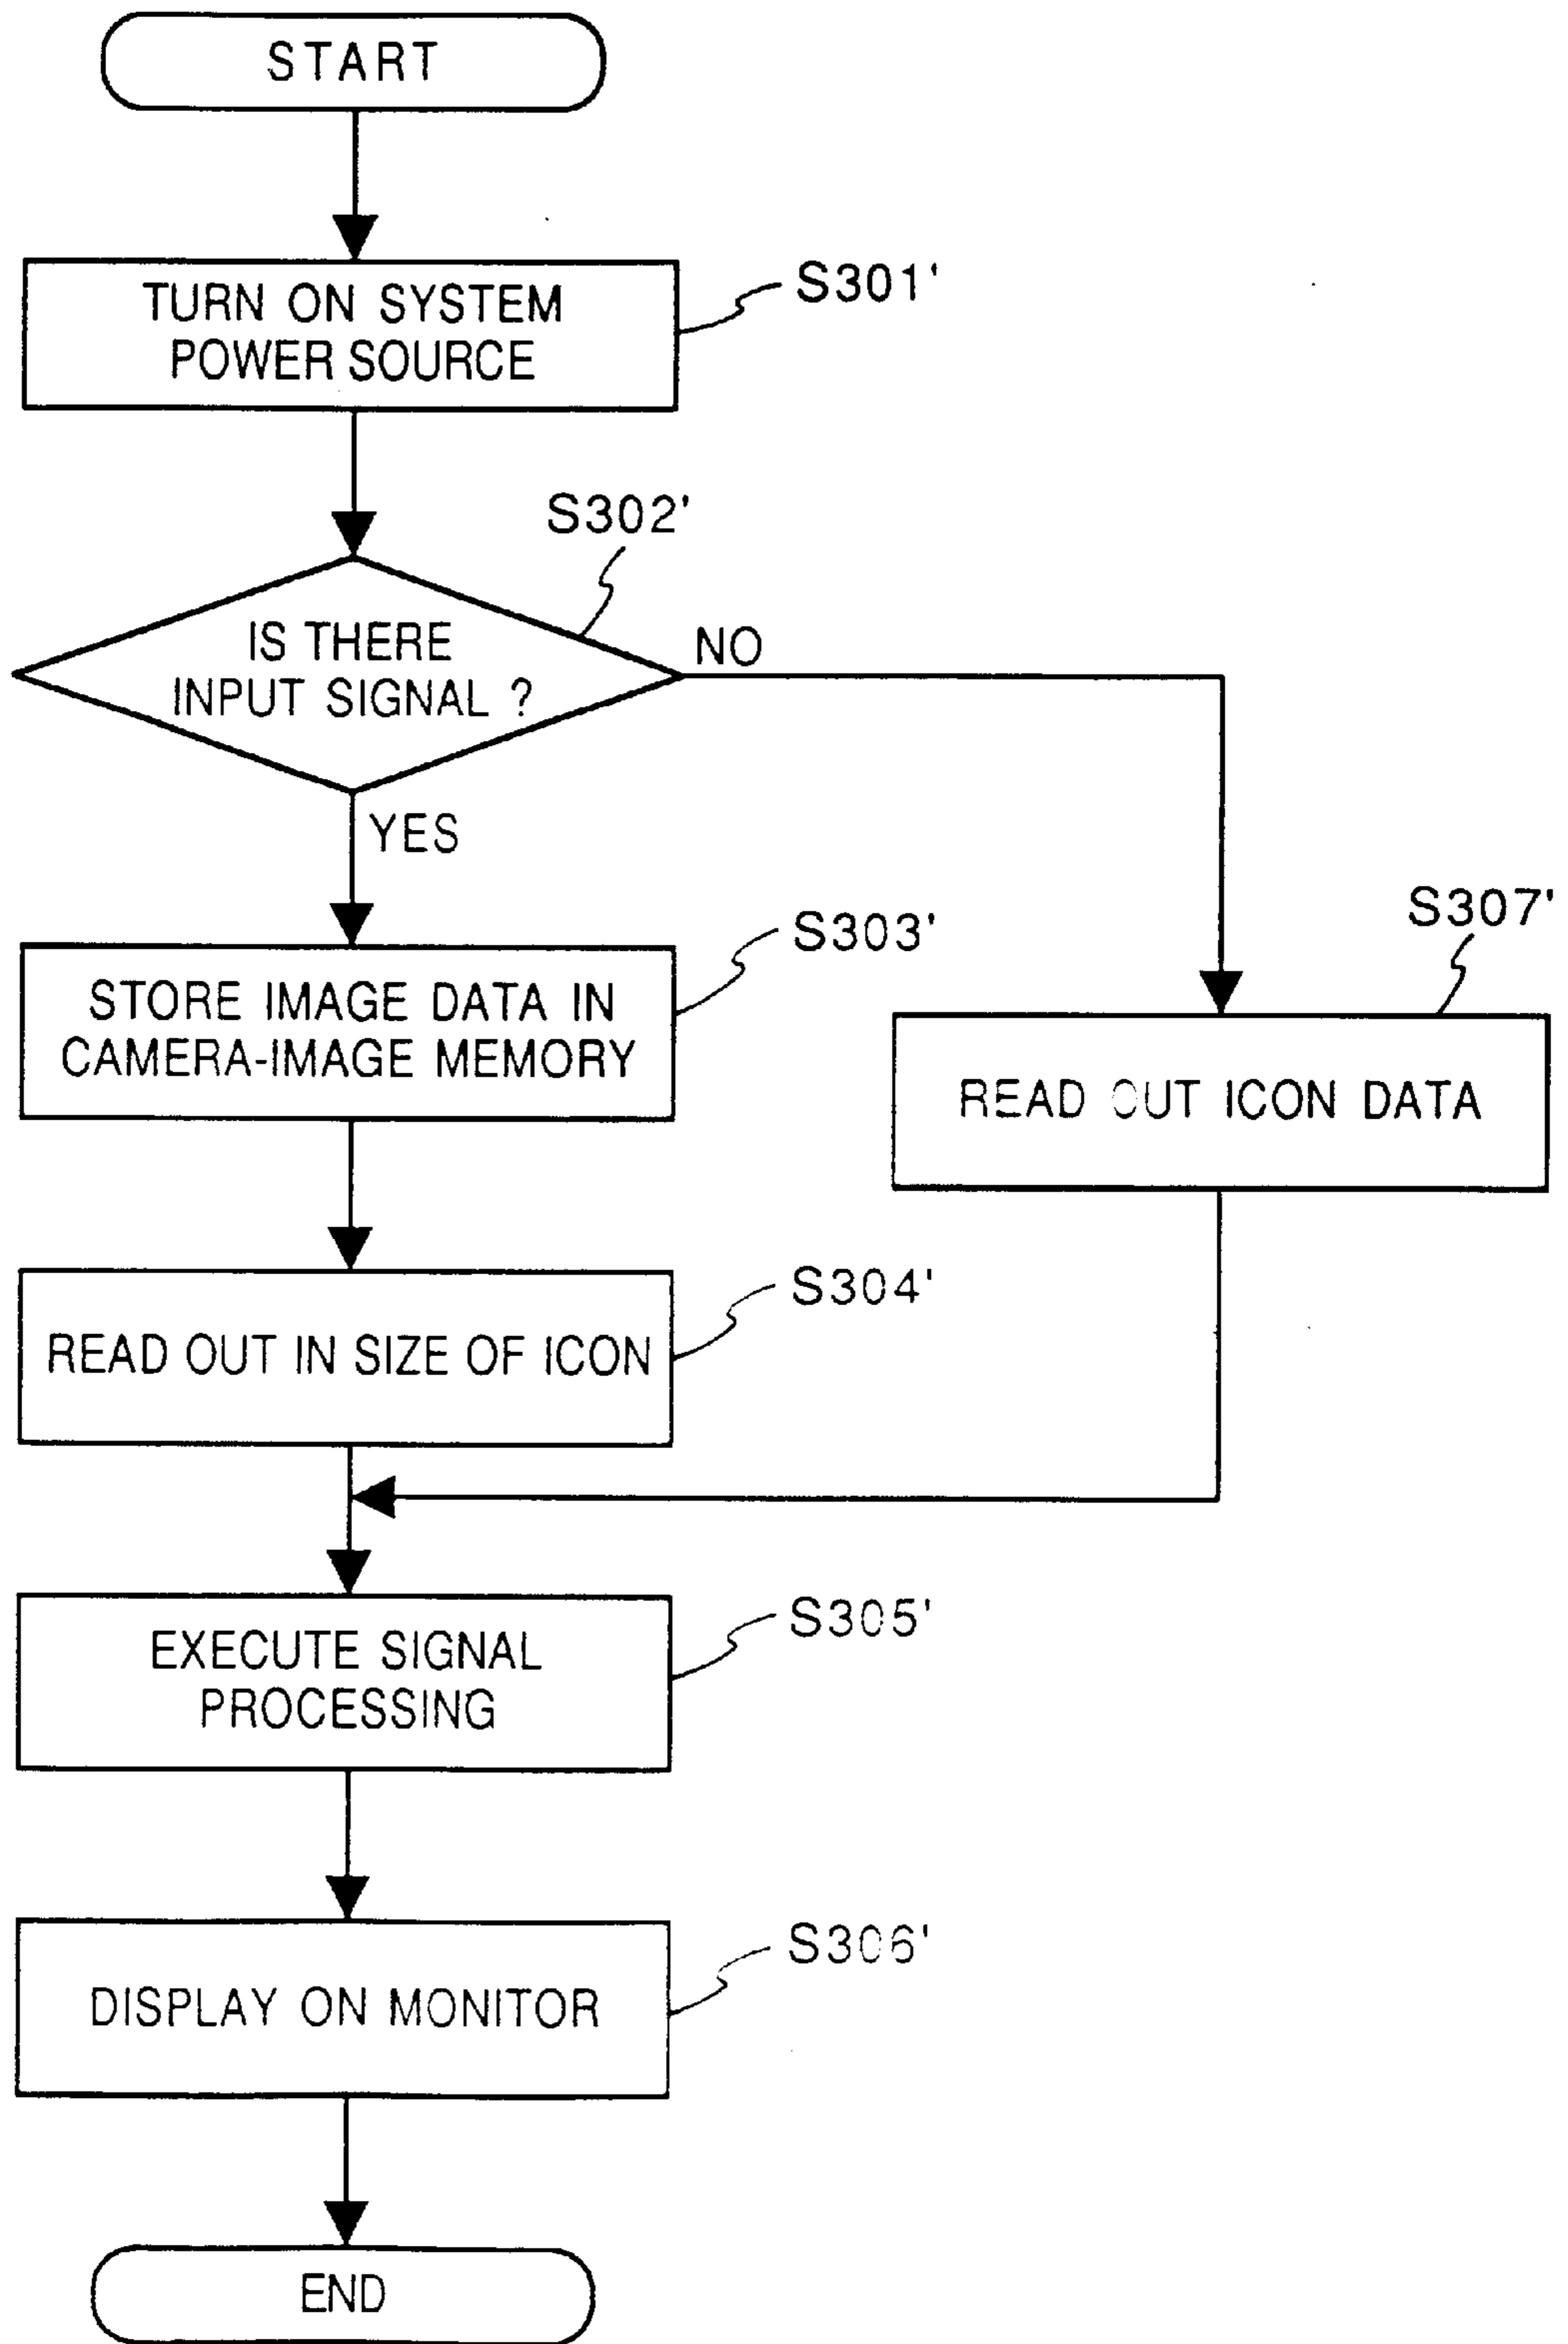 START
TURN ON SYSTEM
POWER SOURCE
S301'
S302'
IS THERE
INPUT SIGNAL ?
NO
YES
S303'
STORE IMAGE DATA IN
CAMERA-IMAGE MEMORY
S307'
READ OUT ICON DATA
S304'
READ OUT IN SIZE OF ICON
S305'
EXECUTE SIGNAL
PROCESSING
S306'
DISPLAY ON MONITOR
END